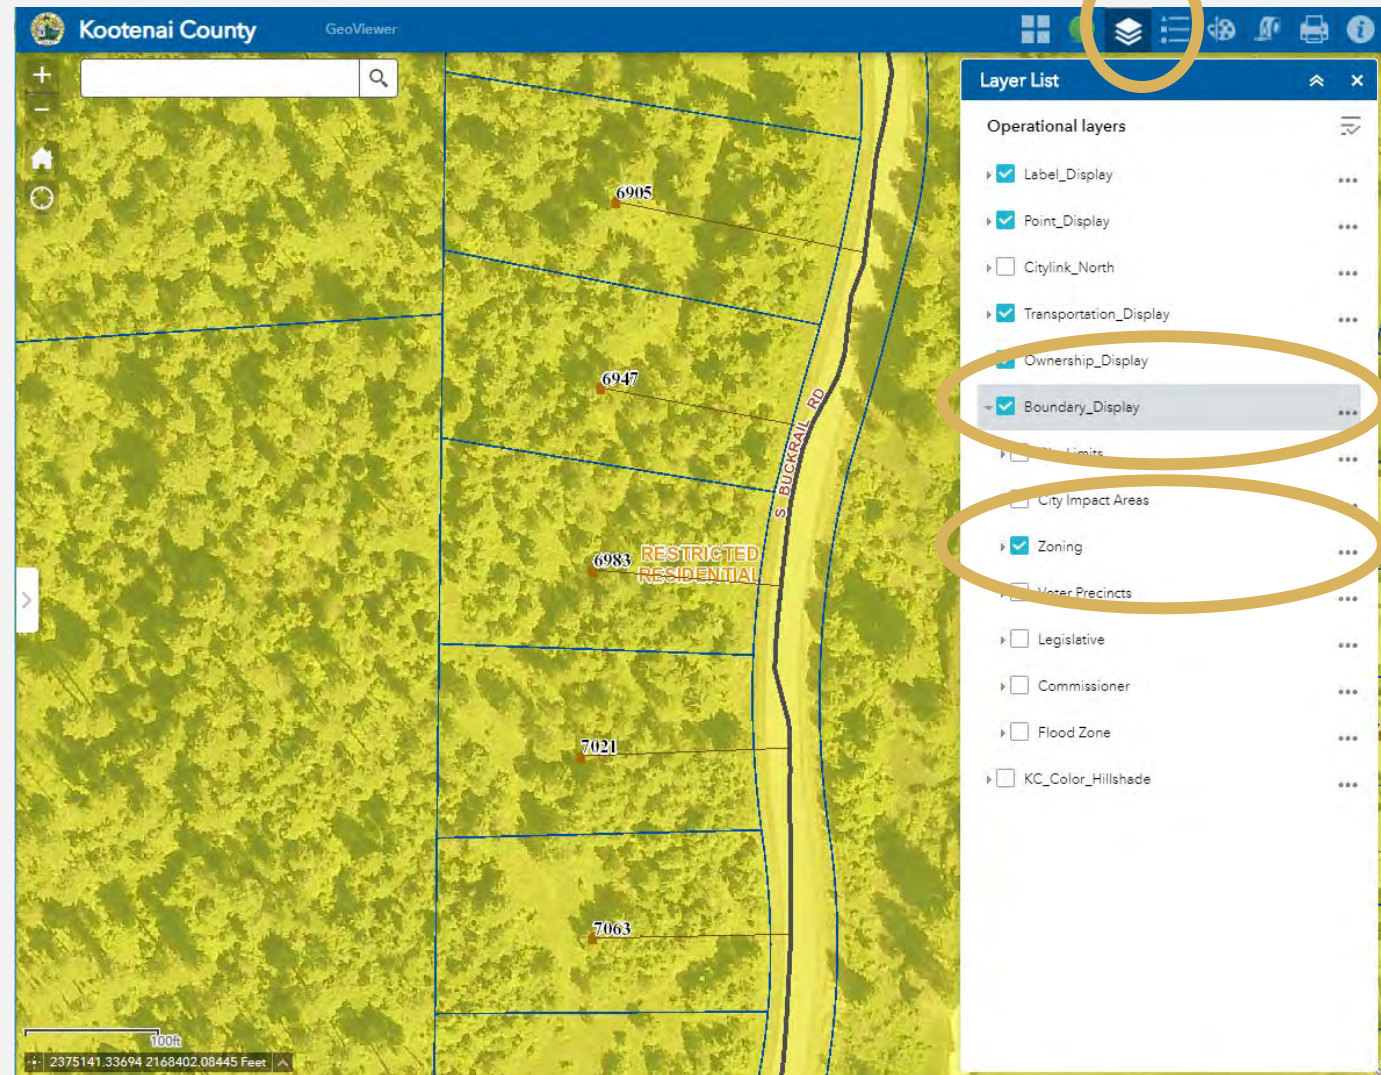 Kootenai County
GeoViewer
Layer List
Operational layers
Label_Display
Point_Display
Citylink_North
Transportation_Display
Ownership_Display
Boundary_Display
Limits
City Impact Areas
Zoning
Voter Precincts
Legislative
Commissioner
Flood Zone
KC_Color_Hillshade
6905
6947
S BUCKRAIL RD
6983
RESTRICTED
RESIDENTIAL
7021
7063
100ft
2375141.33694 2168402.08445 Feet